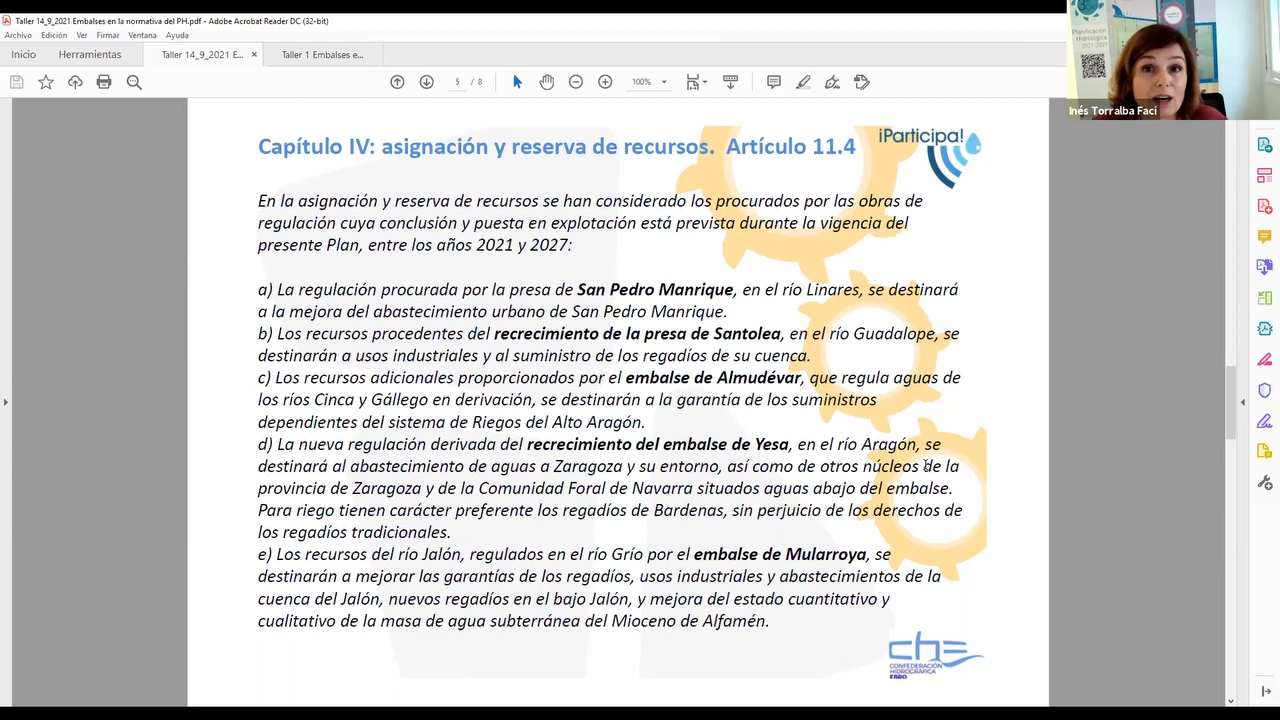 Taller 14_9_2021 Embalses en la normativa del PH.pdf - Adobe Acrobat Reader DC (32-bit)
Archivo Edición Ver Firmar Ventana Ayuda
Inicio Herramientas Taller 14_9_2021 E... × Taller 1 Embalses e...
5 / 8 100%
Planificación
Hidrológica
2021-2027
Inés Torralba Faci
Capítulo IV: asignación y reserva de recursos. Artículo 11.4
¡Participa!
En la asignación y reserva de recursos se han considerado los procurados por las obras de
regulación cuya conclusión y puesta en explotación está prevista durante la vigencia del
presente Plan, entre los años 2021 y 2027:
a) La regulación procurada por la presa de San Pedro Manrique, en el río Linares, se destinará
a la mejora del abastecimiento urbano de San Pedro Manrique.
b) Los recursos procedentes del recrecimiento de la presa de Santolea, en el río Guadalope, se
destinarán a usos industriales y al suministro de los regadíos de su cuenca.
c) Los recursos adicionales proporcionados por el embalse de Almudévar, que regula aguas de
los ríos Cinca y Gállego en derivación, se destinarán a la garantía de los suministros
dependientes del sistema de Riegos del Alto Aragón.
d) La nueva regulación derivada del recrecimiento del embalse de Yesa, en el río Aragón, se
destinará al abastecimiento de aguas a Zaragoza y su entorno, así como de otros núcleos de la
provincia de Zaragoza y de la Comunidad Foral de Navarra situados aguas abajo del embalse.
Para riego tienen carácter preferente los regadíos de Bardenas, sin perjuicio de los derechos de
los regadíos tradicionales.
e) Los recursos del río Jalón, regulados en el río Grío por el embalse de Mularroya, se
destinarán a mejorar las garantías de los regadíos, usos industriales y abastecimientos de la
cuenca del Jalón, nuevos regadíos en el bajo Jalón, y mejora del estado cuantitativo y
cualitativo de la masa de agua subterránea del Mioceno de Alfamén.
che
CONFEDERACIÓN
HIDROGRÁFICA
EBRO